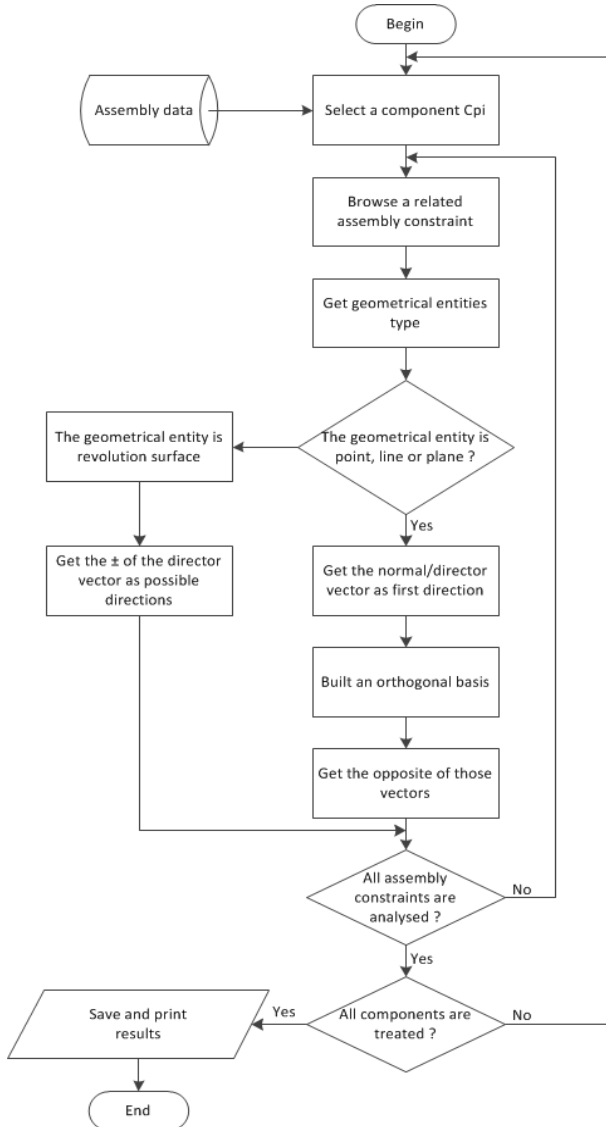 Begin
Assembly data
Select a component Cpi
Browse a related
assembly constraint
Get geometrical entities
type
The geometrical entity is
revolution surface
The geometrical entity is
point, line or plane ?
Yes
Get the ± of the director
vector as possible
directions
Get the normal/director
vector as first direction
Built an orthogonal basis
Get the opposite of those
vectors
All assembly
constraints are
analysed ?
No
Yes
Save and print
results
Yes
All components are
treated ?
No
End